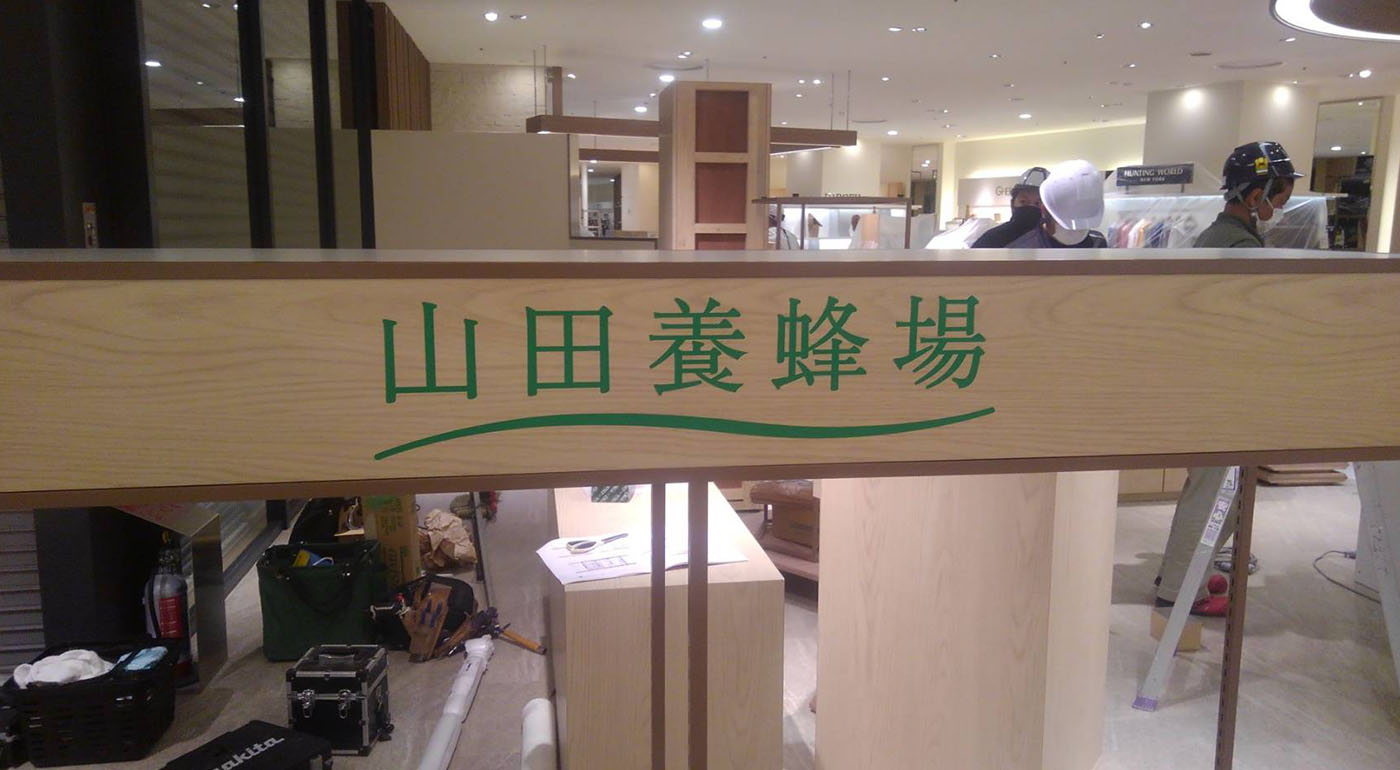 HUNTING WORLD
NEW YORK
山田養蜂場
makita